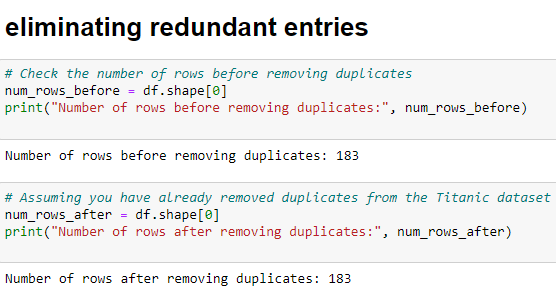 eliminating redundant entries
# Check the number of rows before removing duplicates
num_rows_before = df.shape[0]
print("Number of rows before removing duplicates:", num_rows_before)
Number of rows before removing duplicates: 183
# Assuming you have already removed duplicates from the Titanic dataset
num_rows_after = df.shape[0]
print("Number of rows after removing duplicates:", num_rows_after)
Number of rows after removing duplicates: 183